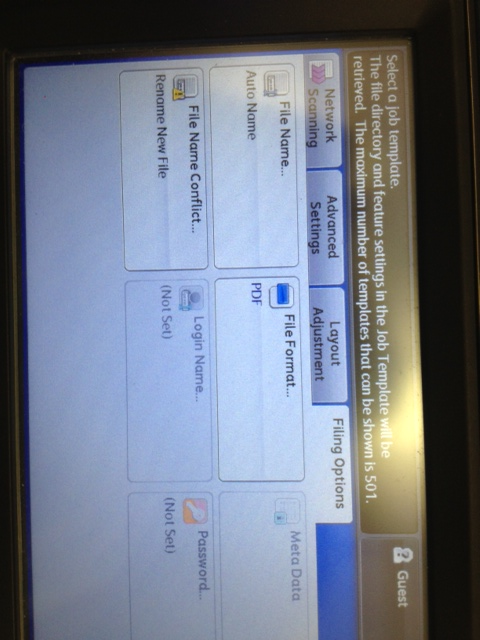 Select a job template.
The file directory and feature settings in the Job Template will be
retrieved. The maximum number of templates that can be shown is 501.
Guest
Network
Scanning
Advanced
Settings
Layout
Adjustment
Filing Options
File Name...
Auto Name
File Format...
PDF
Meta Data
File Name Conflict...
Rename New File
Login Name...
(Not Set)
Password...
(Not Set)